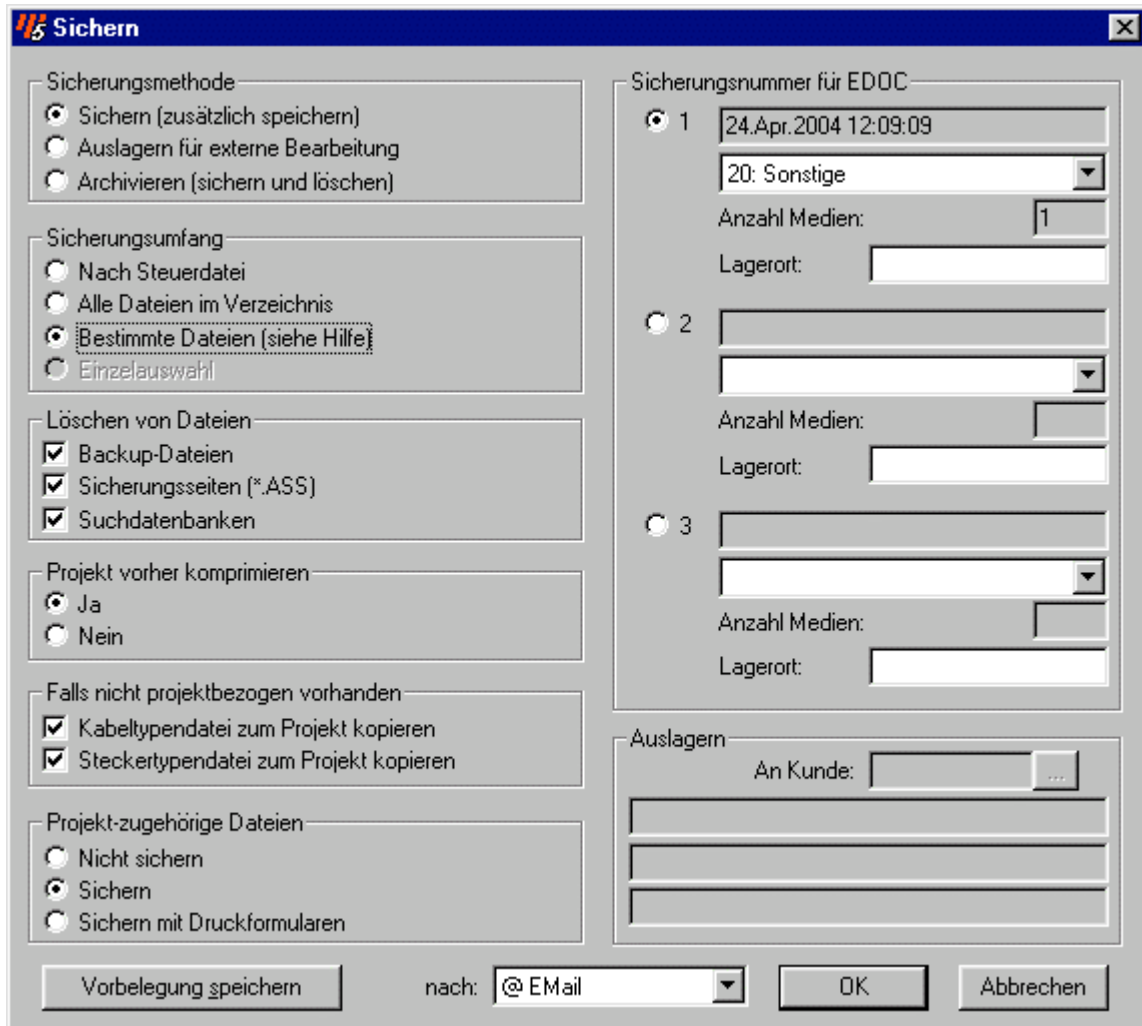 Sichern
Sicherungsmethode
Sichern (zusätzlich speichern)
Auslagern für externe Bearbeitung
Archivieren (sichern und löschen)
Sicherungsumfang
Nach Steuerdatei
Alle Dateien im Verzeichnis
Bestimmte Dateien (siehe Hilfe)
Einzelauswahl
Löschen von Dateien
Backup-Dateien
Sicherungsseiten (*.ASS)
Suchdatenbanken
Projekt vorher komprimieren
Ja
Nein
Falls nicht projektbezogen vorhanden
Kabeltypendatei zum Projekt kopieren
Steckertypendatei zum Projekt kopieren
Projekt-zugehörige Dateien
Nicht sichern
Sichern
Sichern mit Druckformularen
Sicherungsnummer für EDOC
1 24.Apr.2004 12:09:09
20: Sonstige
Anzahl Medien: 1
Lagerort:
2
Anzahl Medien:
Lagerort:
3
Anzahl Medien:
Lagerort:
Auslagern
An Kunde: ...
Vorbelegung speichern nach: @ EMail OK Abbrechen